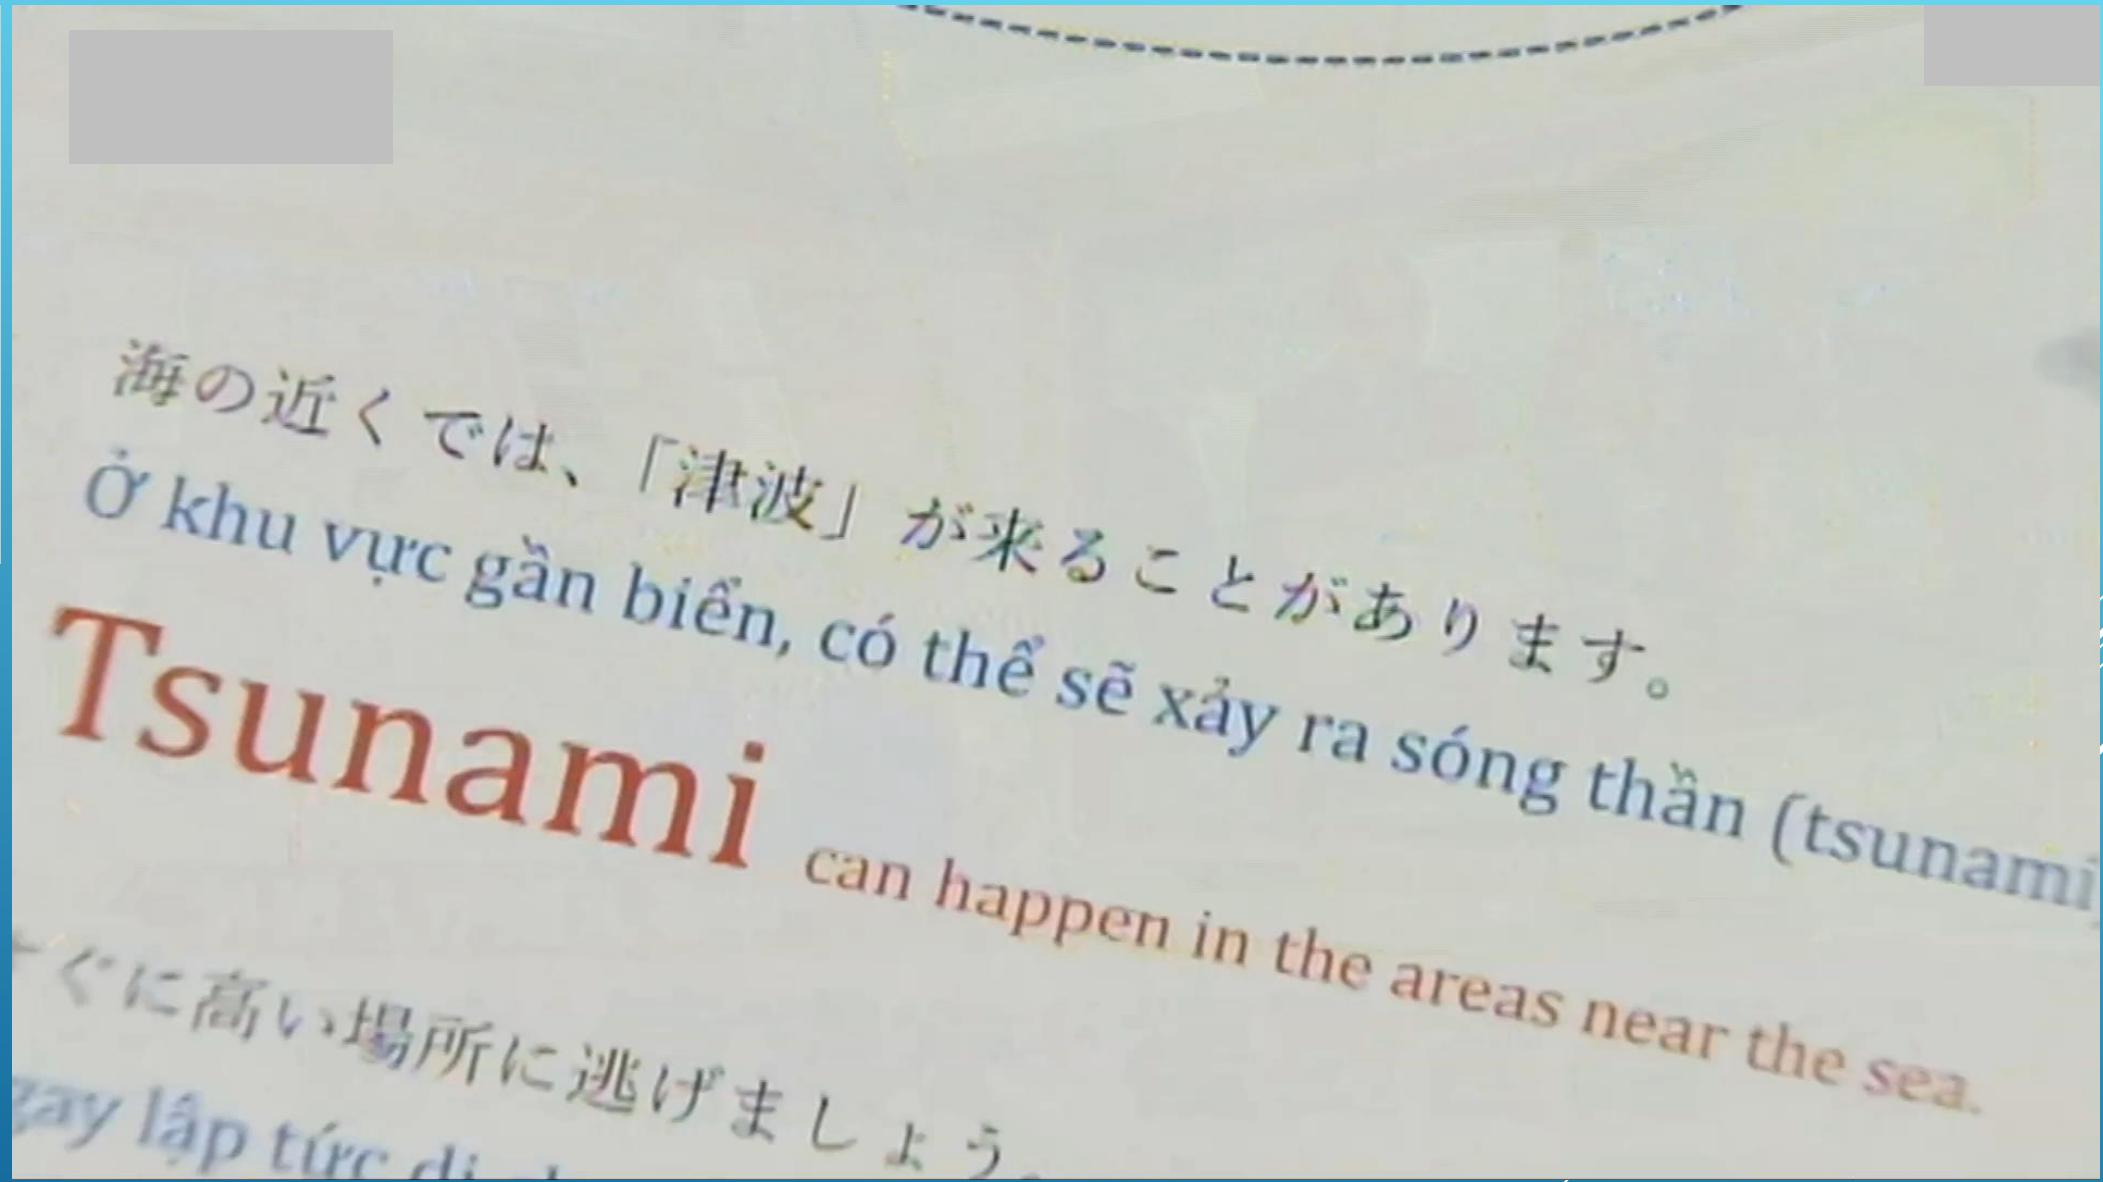 海の近くでは、「津波」が来ることがあります。
Ở khu vực gần biển, có thể sẽ xảy ra sóng thần (tsunami)
Tsunami can happen in the areas near the sea.
すぐに高い場所に逃げましょう。
gay lập tức di